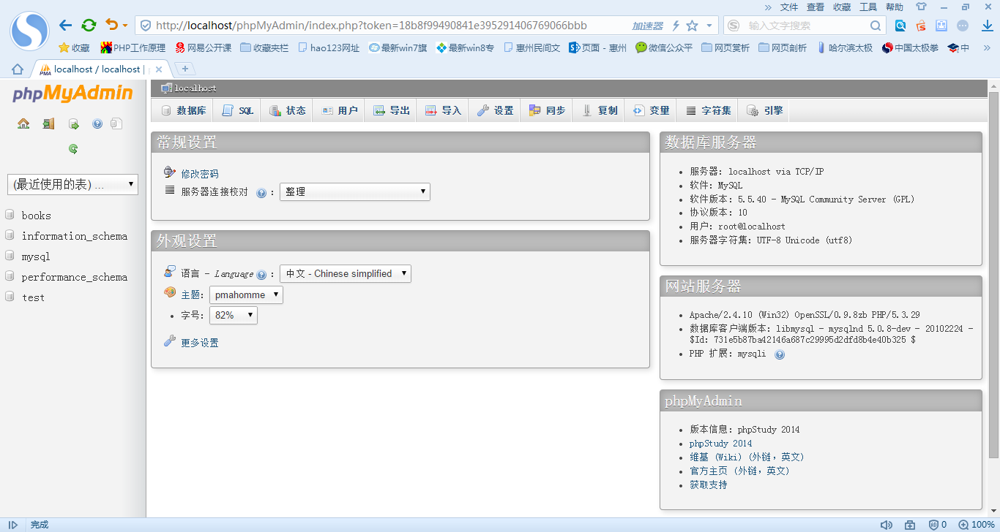 文件 查看 收藏 工具 帮助
http://localhost/phpMyAdmin/index.php?token=18b8f99490841e395291406769066bbb
加速器
输入文字搜索
收藏 PHP工作原理 网易公开课 收藏夹栏 hao123网址 最新win7旗 最新win8专 惠州民间文 页面 - 惠州 微信公众平 网页赏析 网页剖析 哈尔滨太极 中国太极拳 中
localhost / localhost |
phpMyAdmin
(最近使用的表) ...
books
information_schema
mysql
performance_schema
test
localhost
数据库 SQL 状态 用户 导出 导入 设置 同步 复制 变量 字符集 引擎
常规设置
修改密码
服务器连接校对 : 整理
外观设置
语言 - Language : 中文 - Chinese simplified
主题: pmahomme
字号: 82%
更多设置
数据库服务器
服务器: localhost via TCP/IP
软件: MySQL
软件版本: 5.5.40 - MySQL Community Server (GPL)
协议版本: 10
用户: root@localhost
服务器字符集: UTF-8 Unicode (utf8)
网站服务器
Apache/2.4.10 (Win32) OpenSSL/0.9.8zb PHP/5.3.29
数据库客户端版本: libmysql - mysqlnd 5.0.8-dev - 20102224 -
$Id: 731e5b87ba42146a687c29995d2dfd8b4e40b325 $
PHP 扩展: mysqli
phpMyAdmin
版本信息: phpStudy 2014
phpStudy 2014
维基 (Wiki) (外链，英文)
官方主页 (外链，英文)
获取支持
完成
0
100%